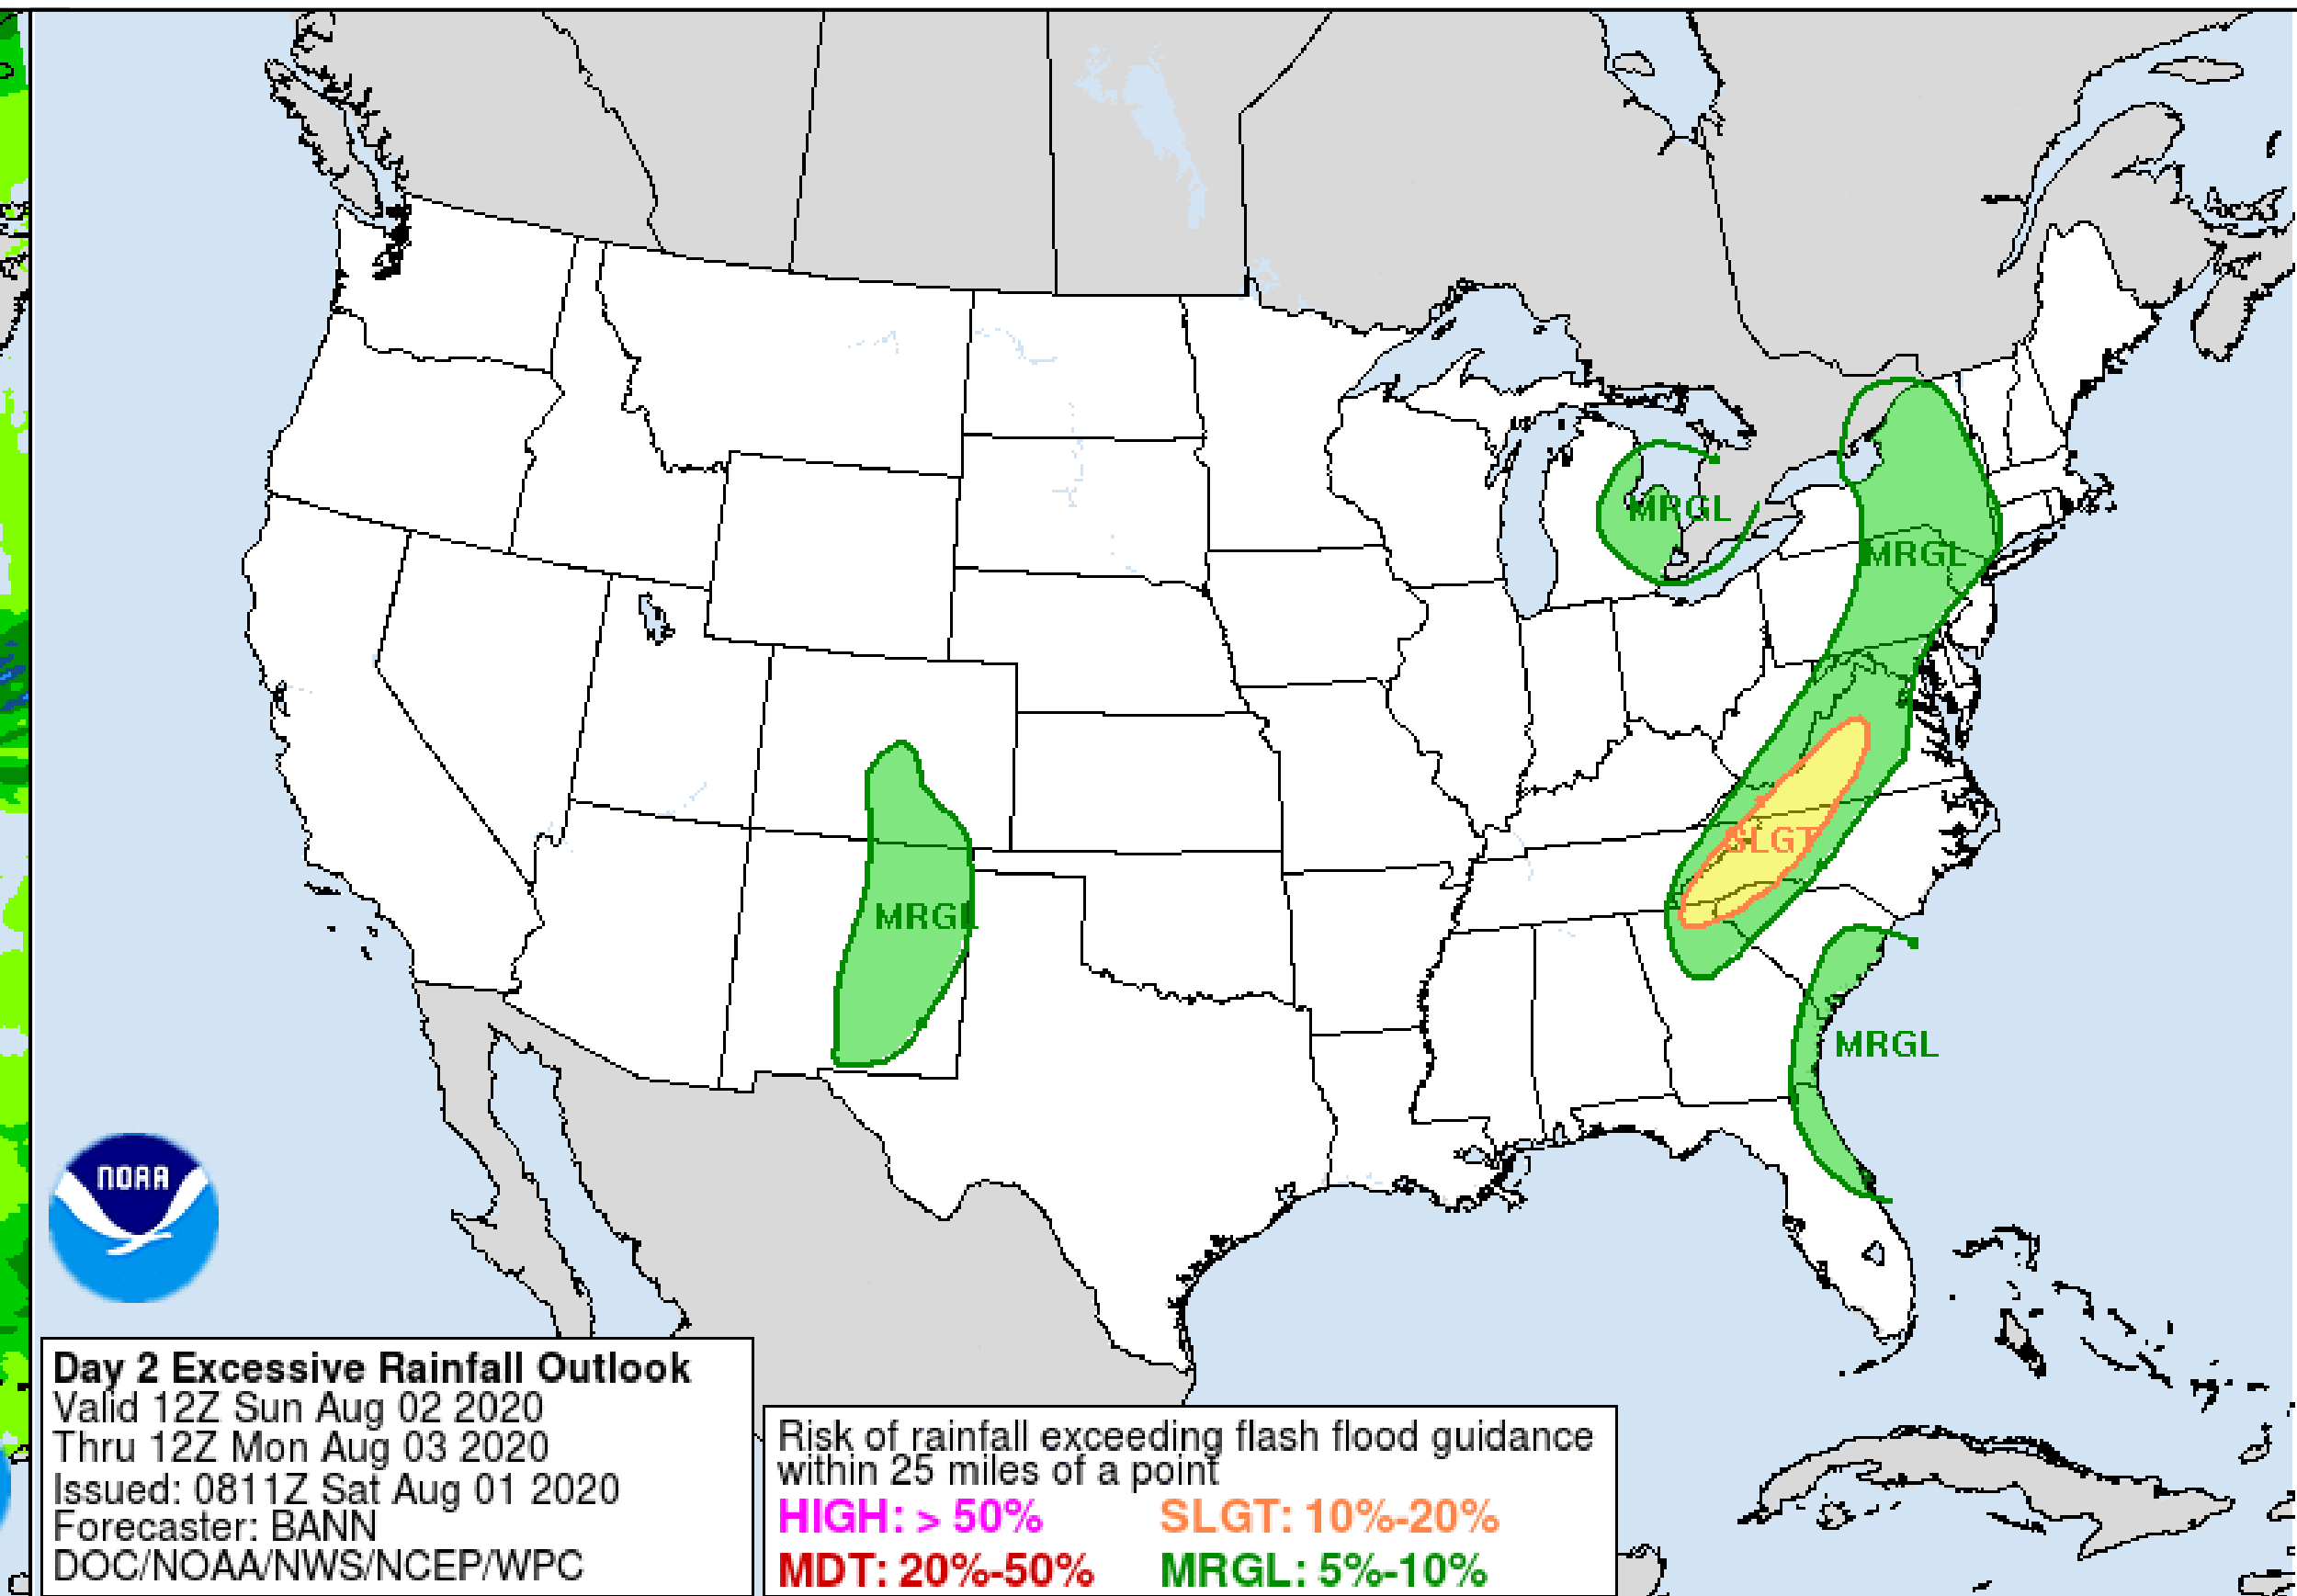 MRGL
MRGL
SLGT
MRGL
MRGL
NOAA
Day 2 Excessive Rainfall Outlook
Valid 12Z Sun Aug 02 2020
Thru 12Z Mon Aug 03 2020
Issued: 0811Z Sat Aug 01 2020
Forecaster: BANN
DOC/NOAA/NWS/NCEP/WPC
Risk of rainfall exceeding flash flood guidance
within 25 miles of a point
HIGH: > 50% SLGT: 10%-20%
MDT: 20%-50% MRGL: 5%-10%